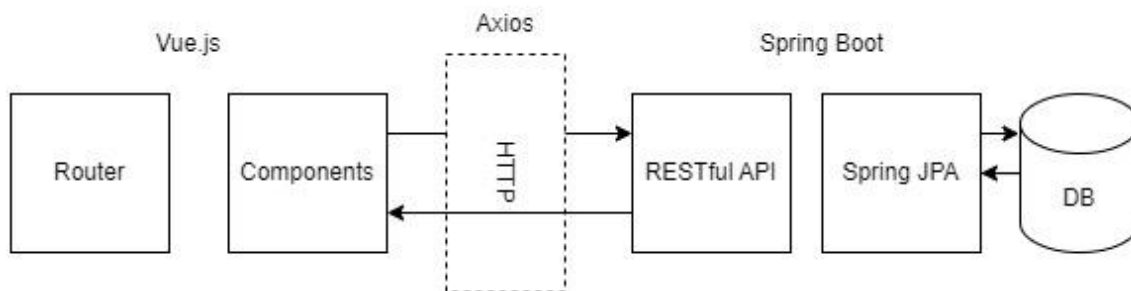 Axios
Vue.js
Spring Boot
Router
Components
HTTP
RESTful API
Spring JPA
DB